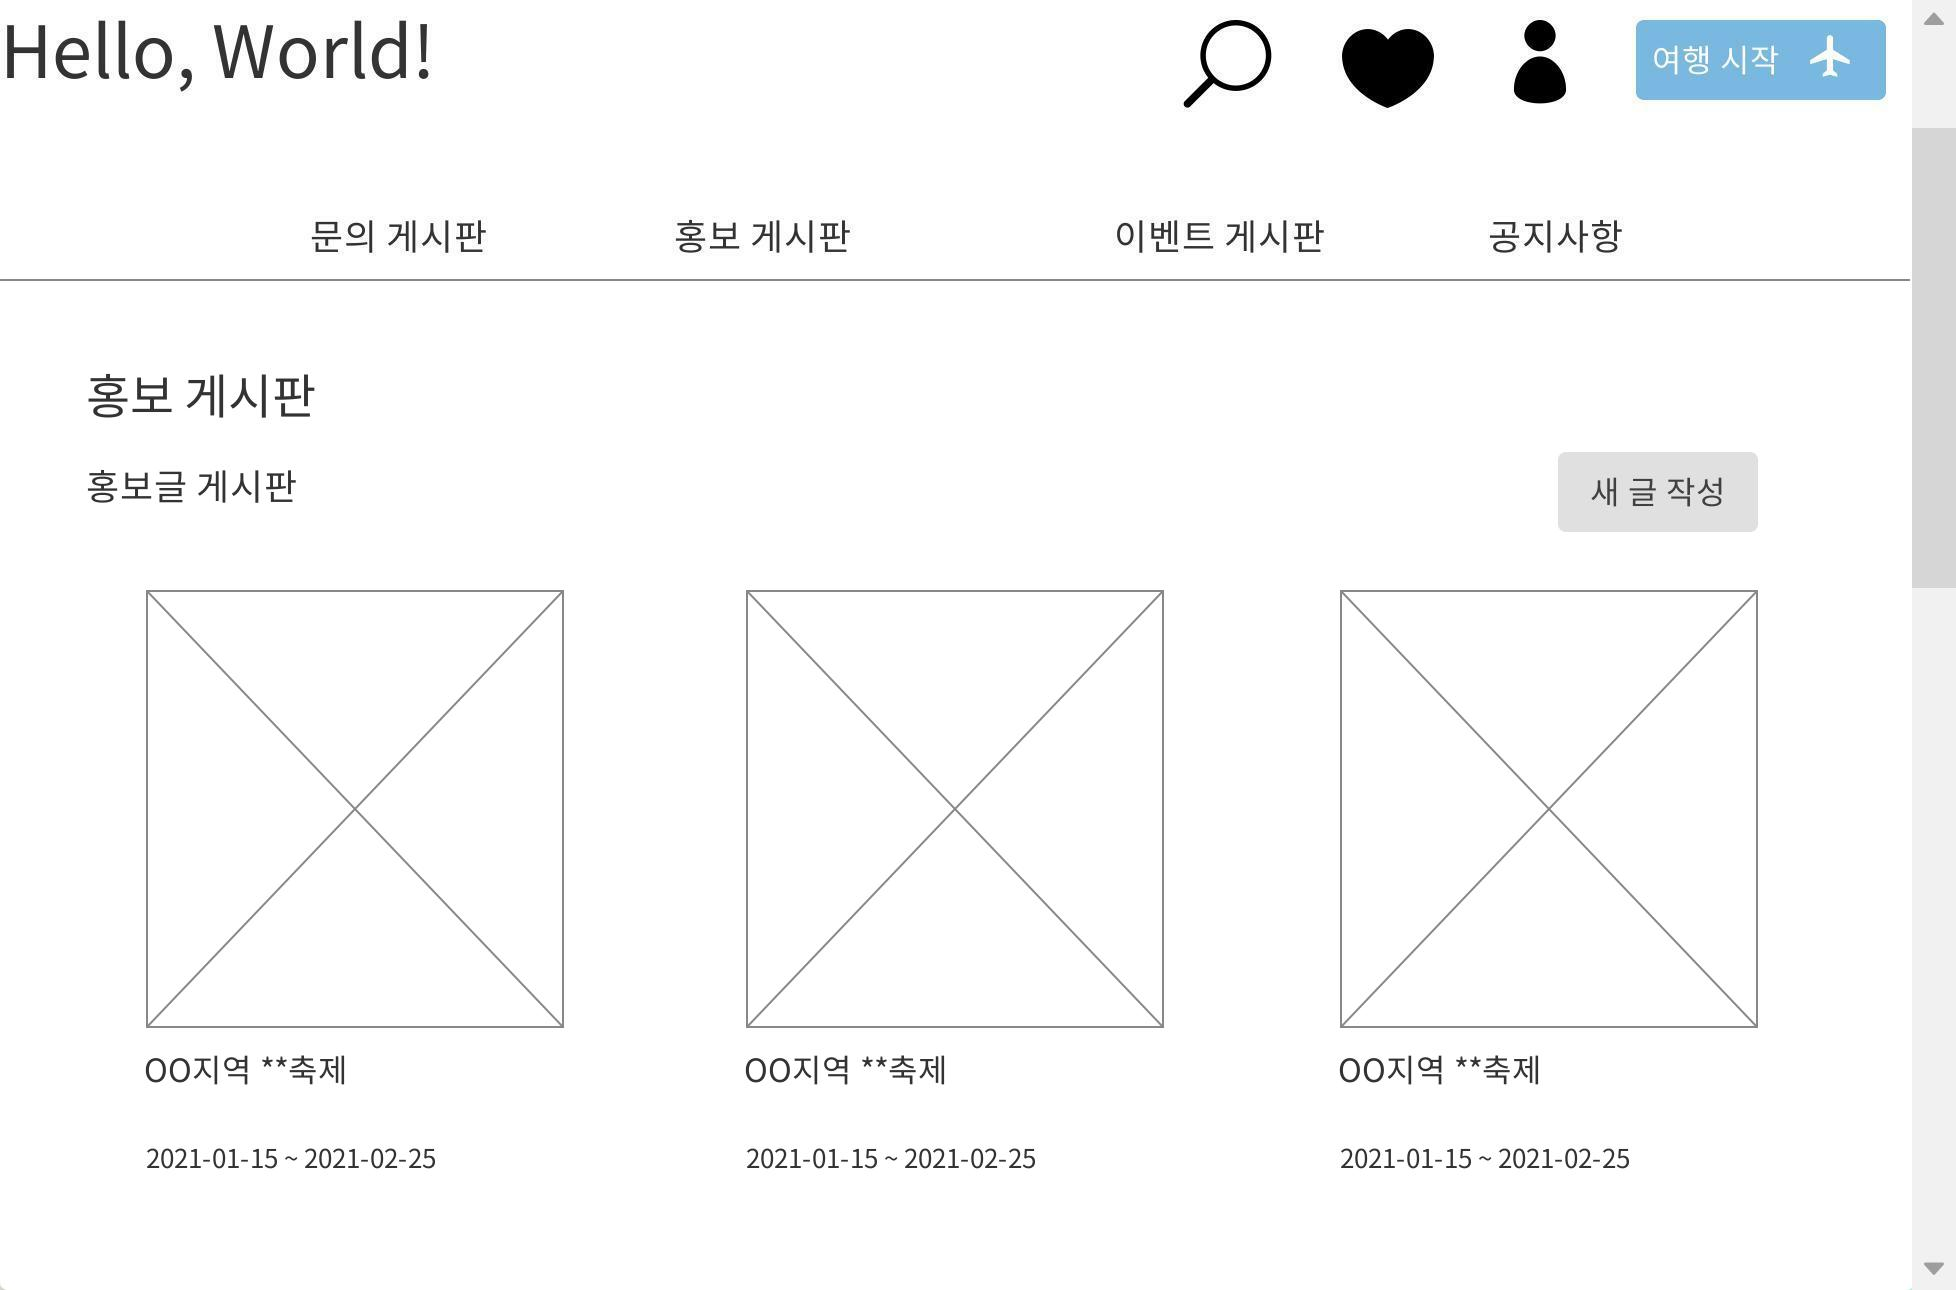 Hello, World!
여행 시작
문의 게시판
홍보 게시판
이벤트 게시판
공지사항
홍보 게시판
홍보글 게시판
새 글 작성
OO지역 **축제
OO지역 **축제
OO지역 **축제
2021-01-15 ~ 2021-02-25
2021-01-15 ~ 2021-02-25
2021-01-15 ~ 2021-02-25